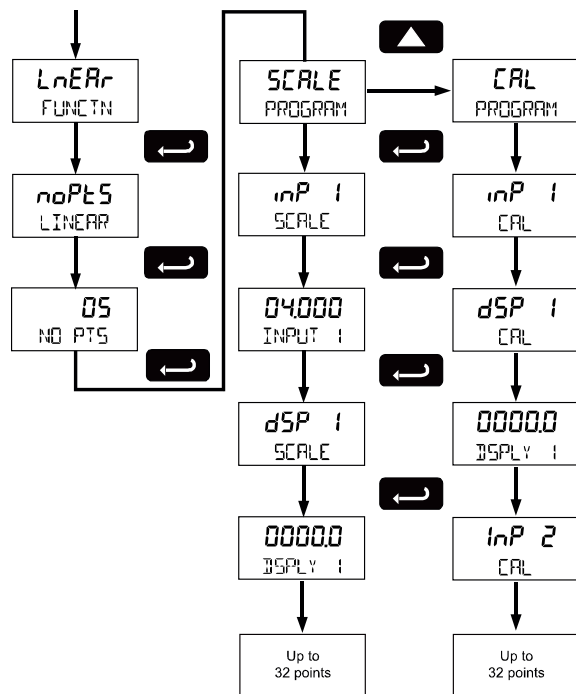 LnEAr
FUNCTN
noPtS
LINEAR
05
NO PTS
SCALE
PROGRAM
inP 1
SCALE
04.000
INPUT 1
dSP 1
SCALE
0000.0
DSPLY 1
Up to
32 points
CAL
PROGRAM
inP 1
CAL
dSP 1
CAL
0000.0
DSPLY 1
InP 2
CAL
Up to
32 points